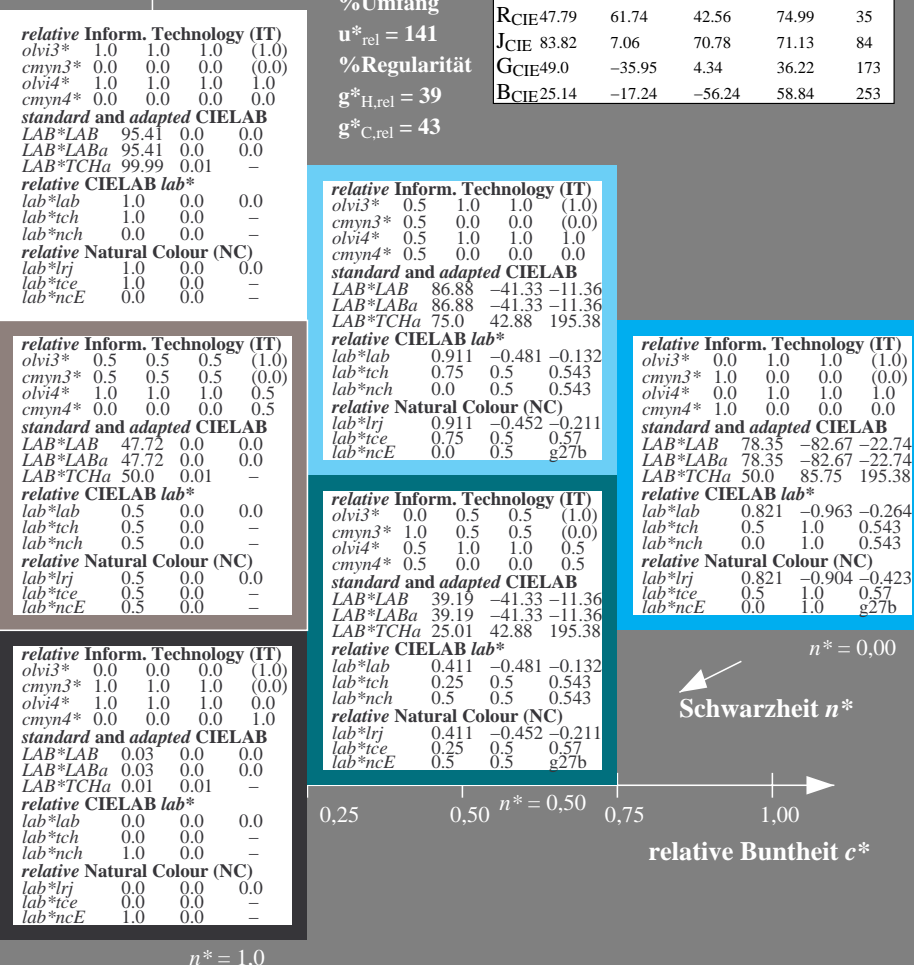 %Umfang
u*rel = 141
%Regularität
g*H,rel = 39
g*C,rel = 43
RCIE 47.79 61.74 42.56 74.99 35
JCIE 83.82 7.06 70.78 71.13 84
GCIE 49.0 −35.95 4.34 36.22 173
BCIE 25.14 −17.24 −56.24 58.84 253
relative Inform. Technology (IT)
olvi3* 1.0 1.0 1.0 (1.0)
cmyn3* 0.0 0.0 0.0 (0.0)
olvi4* 1.0 1.0 1.0 1.0
cmyn4* 0.0 0.0 0.0 0.0
standard and adapted CIELAB
LAB*LAB 95.41 0.0 0.0
LAB*LABa 95.41 0.0 0.0
LAB*TCHa 99.99 0.01 –
relative CIELAB lab*
lab*lab 1.0 0.0 0.0
lab*tch 1.0 0.0 –
lab*nch 0.0 0.0 –
relative Natural Colour (NC)
lab*lrj 1.0 0.0 0.0
lab*tce 1.0 0.0 –
lab*ncE 0.0 0.0 –
relative Inform. Technology (IT)
olvi3* 0.5 1.0 1.0 (1.0)
cmyn3* 0.5 0.0 0.0 (0.0)
olvi4* 0.5 1.0 1.0 1.0
cmyn4* 0.5 0.0 0.0 0.0
standard and adapted CIELAB
LAB*LAB 86.88 −41.33 −11.36
LAB*LABa 86.88 −41.33 −11.36
LAB*TCHa 75.0 42.88 195.38
relative CIELAB lab*
lab*lab 0.911 −0.481 −0.132
lab*tch 0.75 0.5 0.543
lab*nch 0.0 0.5 0.543
relative Natural Colour (NC)
lab*lrj 0.911 −0.452 −0.211
lab*tce 0.75 0.5 0.57
lab*ncE 0.0 0.5 g27b
relative Inform. Technology (IT)
olvi3* 0.5 0.5 0.5 (1.0)
cmyn3* 0.5 0.5 0.5 (0.0)
olvi4* 1.0 1.0 1.0 0.5
cmyn4* 0.0 0.0 0.0 0.5
standard and adapted CIELAB
LAB*LAB 47.72 0.0 0.0
LAB*LABa 47.72 0.0 0.0
LAB*TCHa 50.0 0.01 –
relative CIELAB lab*
lab*lab 0.5 0.0 0.0
lab*tch 0.5 0.0 –
lab*nch 0.5 0.0 –
relative Natural Colour (NC)
lab*lrj 0.5 0.0 0.0
lab*tce 0.5 0.0 –
lab*ncE 0.5 0.0 –
relative Inform. Technology (IT)
olvi3* 0.0 1.0 1.0 (1.0)
cmyn3* 1.0 0.0 0.0 (0.0)
olvi4* 0.0 1.0 1.0 1.0
cmyn4* 1.0 0.0 0.0 0.0
standard and adapted CIELAB
LAB*LAB 78.35 −82.67 −22.74
LAB*LABa 78.35 −82.67 −22.74
LAB*TCHa 50.0 85.75 195.38
relative CIELAB lab*
lab*lab 0.821 −0.963 −0.264
lab*tch 0.5 1.0 0.543
lab*nch 0.0 1.0 0.543
relative Natural Colour (NC)
lab*lrj 0.821 −0.904 −0.423
lab*tce 0.5 1.0 0.57
lab*ncE 0.0 1.0 g27b
relative Inform. Technology (IT)
olvi3* 0.0 0.5 0.5 (1.0)
cmyn3* 1.0 0.5 0.5 (0.0)
olvi4* 0.5 1.0 1.0 0.5
cmyn4* 0.5 0.0 0.0 0.5
standard and adapted CIELAB
LAB*LAB 39.19 −41.33 −11.36
LAB*LABa 39.19 −41.33 −11.36
LAB*TCHa 25.01 42.88 195.38
relative CIELAB lab*
lab*lab 0.411 −0.481 −0.132
lab*tch 0.25 0.5 0.543
lab*nch 0.5 0.5 0.543
relative Natural Colour (NC)
lab*lrj 0.411 −0.452 −0.211
lab*tce 0.25 0.5 0.57
lab*ncE 0.5 0.5 g27b
relative Inform. Technology (IT)
olvi3* 0.0 0.0 0.0 (1.0)
cmyn3* 1.0 1.0 1.0 (0.0)
olvi4* 1.0 1.0 1.0 0.0
cmyn4* 0.0 0.0 0.0 1.0
standard and adapted CIELAB
LAB*LAB 0.03 0.0 0.0
LAB*LABa 0.03 0.0 0.0
LAB*TCHa 0.01 0.01 –
relative CIELAB lab*
lab*lab 0.0 0.0 0.0
lab*tch 0.0 0.0 –
lab*nch 1.0 0.0 –
relative Natural Colour (NC)
lab*lrj 0.0 0.0 0.0
lab*tce 0.0 0.0 –
lab*ncE 1.0 0.0 –
n* = 0,00
Schwarzheit n*
n* = 0,50
0,25 0,50 0,75 1,00
relative Buntheit c*
n* = 1,0